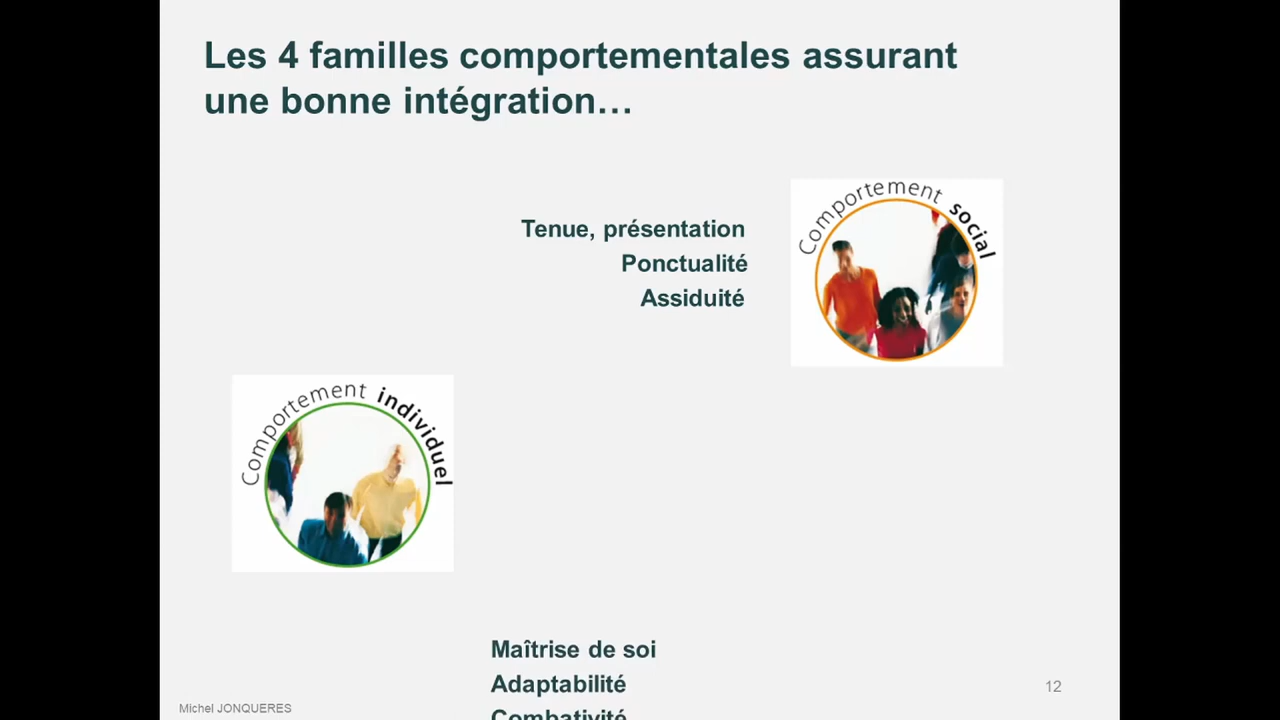 Les 4 familles comportementales assurant
une bonne intégration…
Comportement social
Tenue, présentation
Ponctualité
Assiduité
Comportement individuel
Maîtrise de soi
Adaptabilité
Combativité
12
Michel JONQUERES